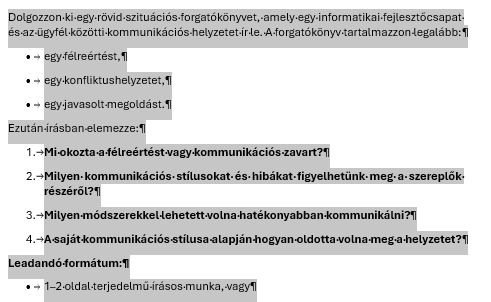 Dolgozzon ki egy rövid szituációs forgatókönyvet, amely egy informatikai fejlesztőcsapat
és az ügyfél közötti kommunikációs helyzetet ír le. A forgatókönyv tartalmazzon legalább:¶
• → egy félreértést,¶
• → egy konfliktushelyzetet,¶
• → egy javasolt megoldást.¶
Ezután írásban elemezze:¶
1.→Mi okozta a félreértést vagy kommunikációs zavart?¶
2.→Milyen kommunikációs stílusokat és hibákat figyelhetünk meg a szereplők
részéről?¶
3.→Milyen módszerekkel lehetett volna hatékonyabban kommunikálni?¶
4.→A saját kommunikációs stílusa alapján hogyan oldotta volna meg a helyzetet?¶
Leadandó formátum:¶
• → 1–2 oldal terjedelmű írásos munka, vagy¶